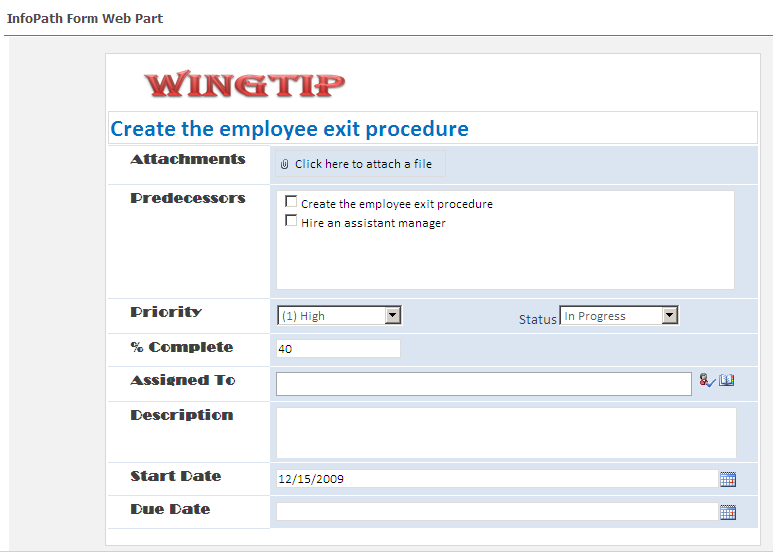 InfoPath Form Web Part
WINGTIP
Create the employee exit procedure
Attachments Click here to attach a file
Predecessors Create the employee exit procedure
Hire an assistant manager
Priority (1) High Status In Progress
% Complete 40
Assigned To
Description
Start Date 12/15/2009
Due Date